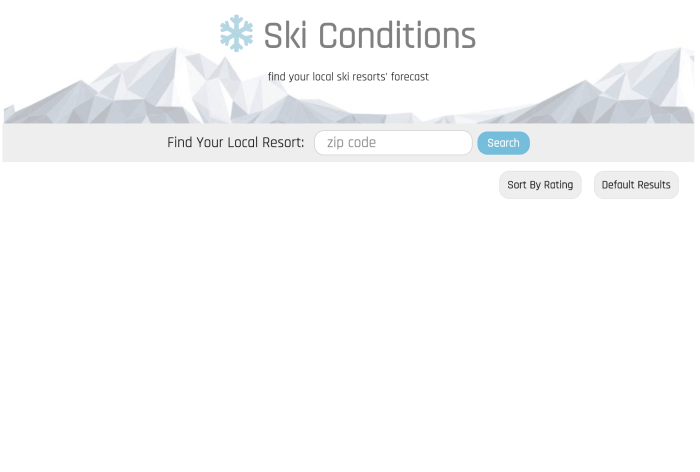 Ski Conditions
find your local ski resorts' forecast
Find Your Local Resort: zip code Search
Sort By Rating Default Results